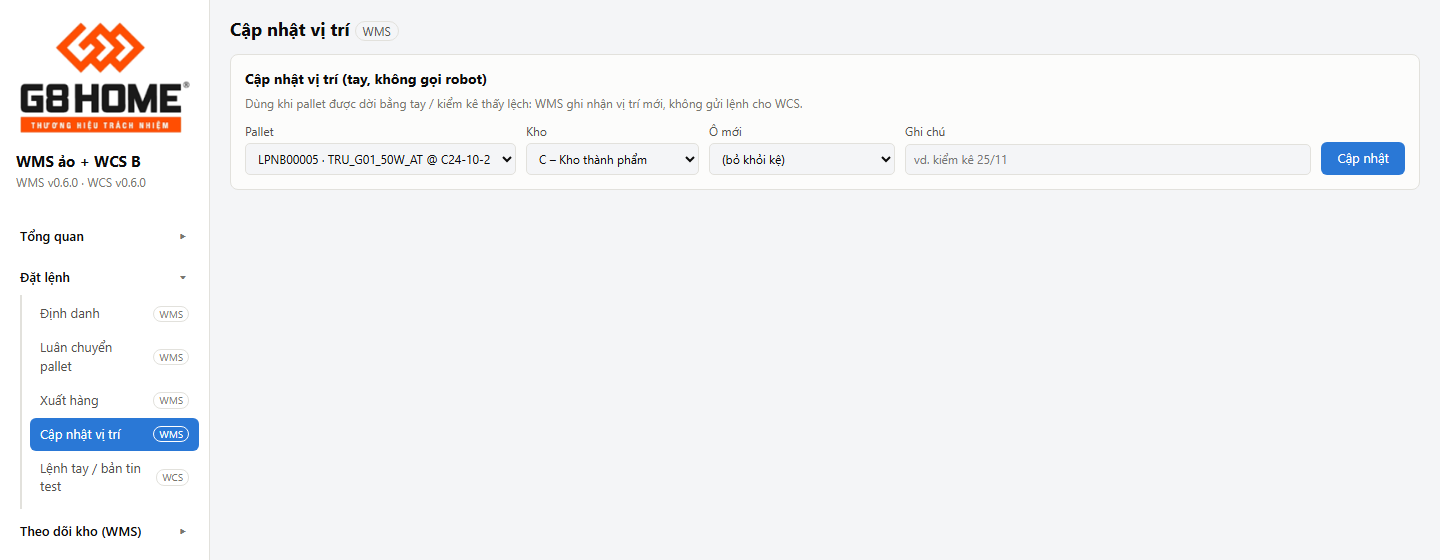 G8 HOME®
THƯƠNG HIỆU TRÁCH NHIỆM
WMS ảo + WCS B
WMS v0.6.0 · WCS v0.6.0
Tổng quan
Đặt lệnh
Định danh WMS
Luân chuyển
pallet WMS
Xuất hàng WMS
Cập nhật vị trí WMS
Lệnh tay / bản tin
test WCS
Theo dõi kho (WMS)
Cập nhật vị trí WMS
Cập nhật vị trí (tay, không gọi robot)
Dùng khi pallet được dời bằng tay / kiểm kê thấy lệch: WMS ghi nhận vị trí mới, không gửi lệnh cho WCS.
Pallet Kho Ô mới Ghi chú
LPNB00005 · TRU_G01_50W_AT @ C24-10-2 C – Kho thành phẩm (bỏ khỏi kệ) vd. kiểm kê 25/11 Cập nhật